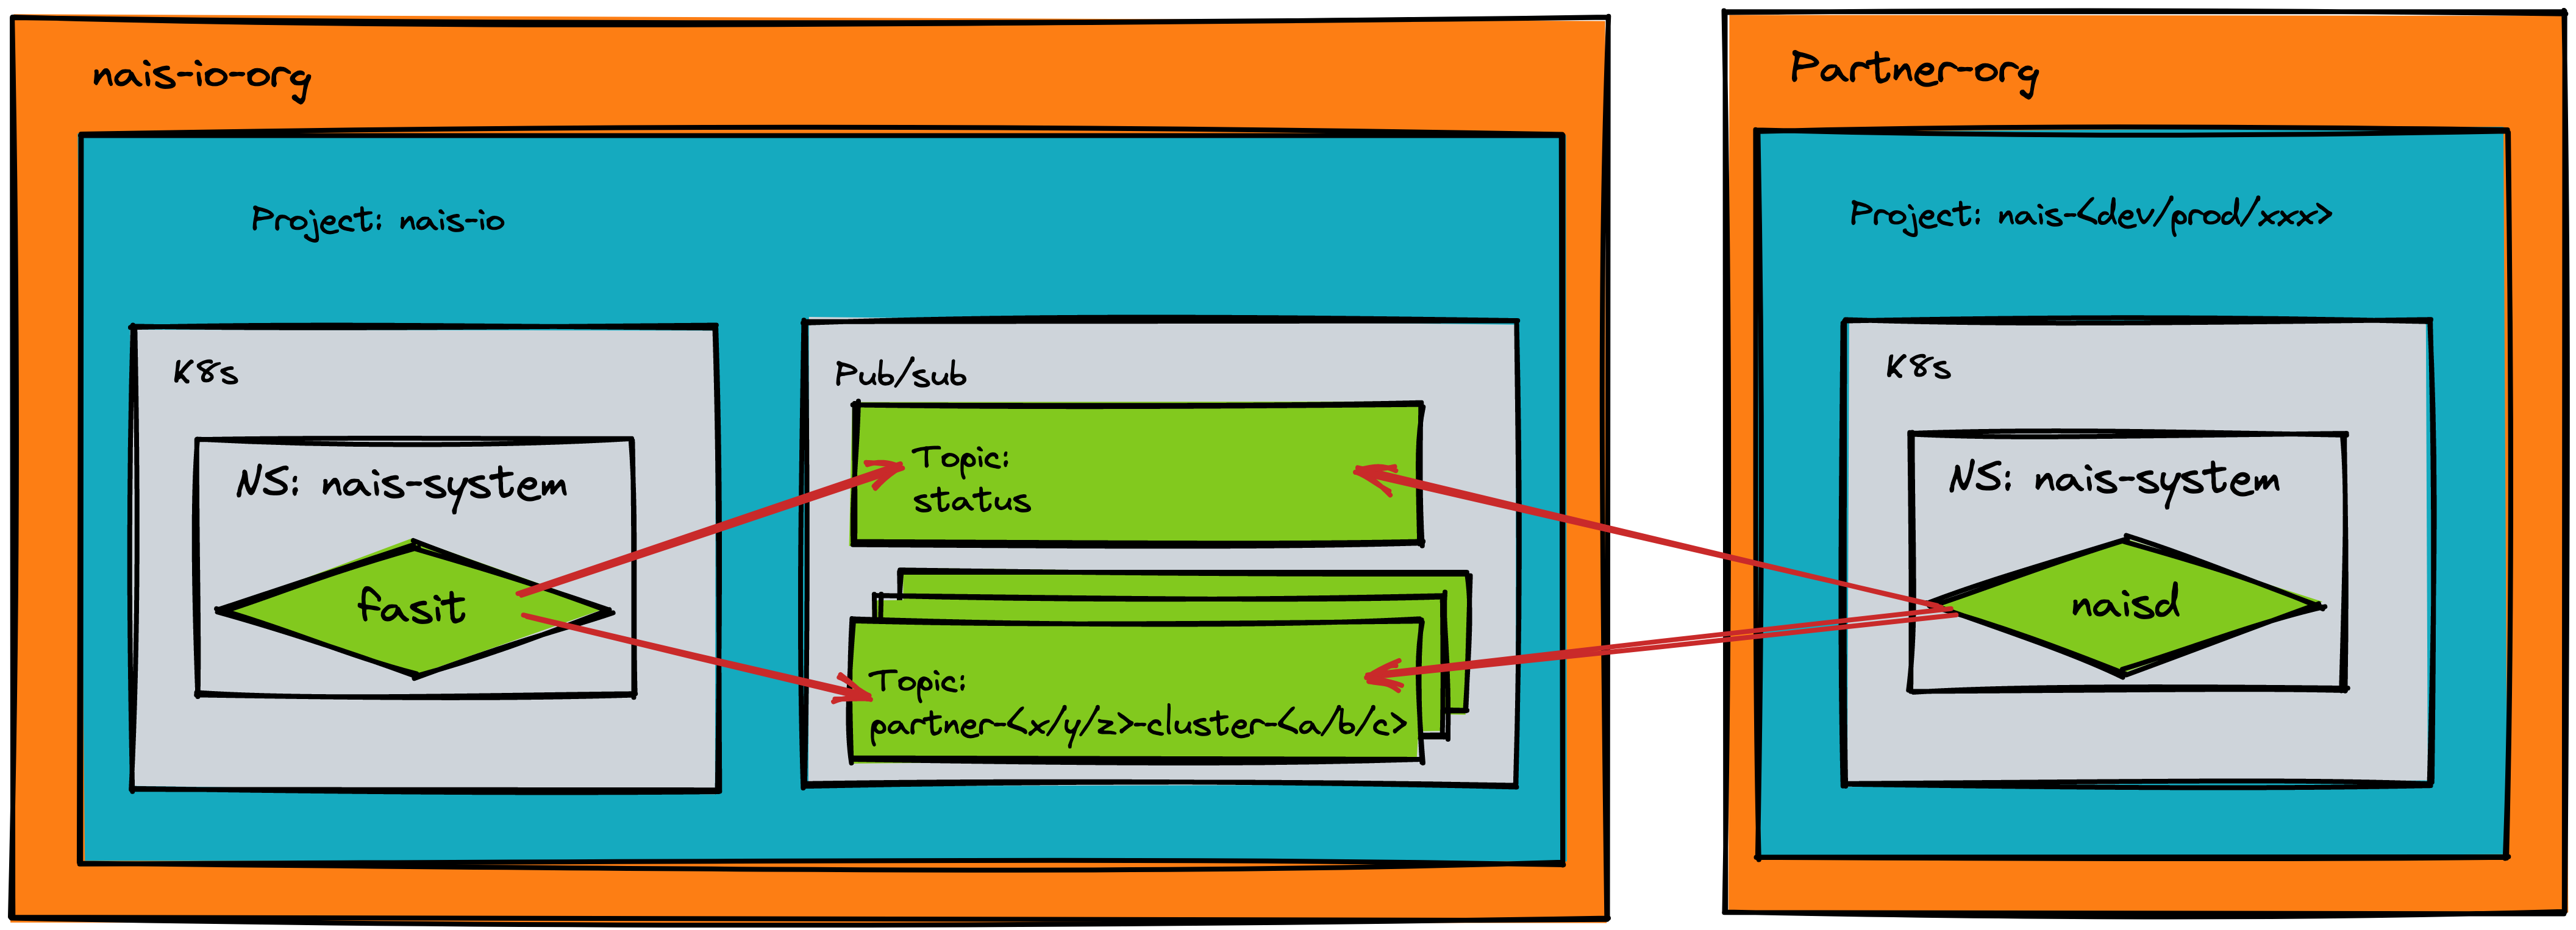 nais-io-org
Project: nais-io
K8s
NS: nais-system
fasit
Pub/sub
Topic:
status
Topic:
partner-<x/y/z>-cluster-<a/b/c>
Partner-org
Project: nais-<dev/prod/xxx>
K8s
NS: nais-system
naisd